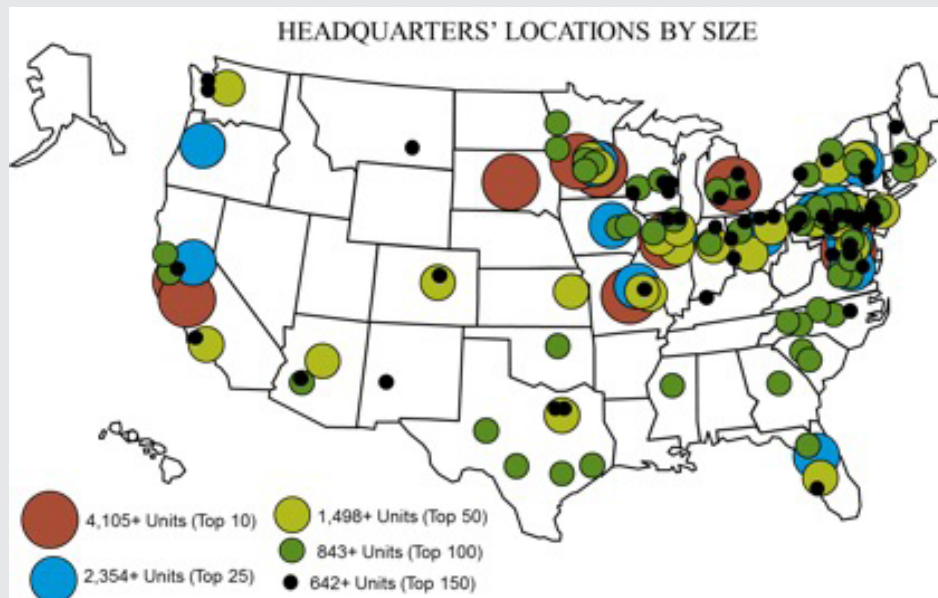 HEADQUARTERS' LOCATIONS BY SIZE
4,105+ Units (Top 10)
1,498+ Units (Top 50)
843+ Units (Top 100)
2,354+ Units (Top 25)
642+ Units (Top 150)